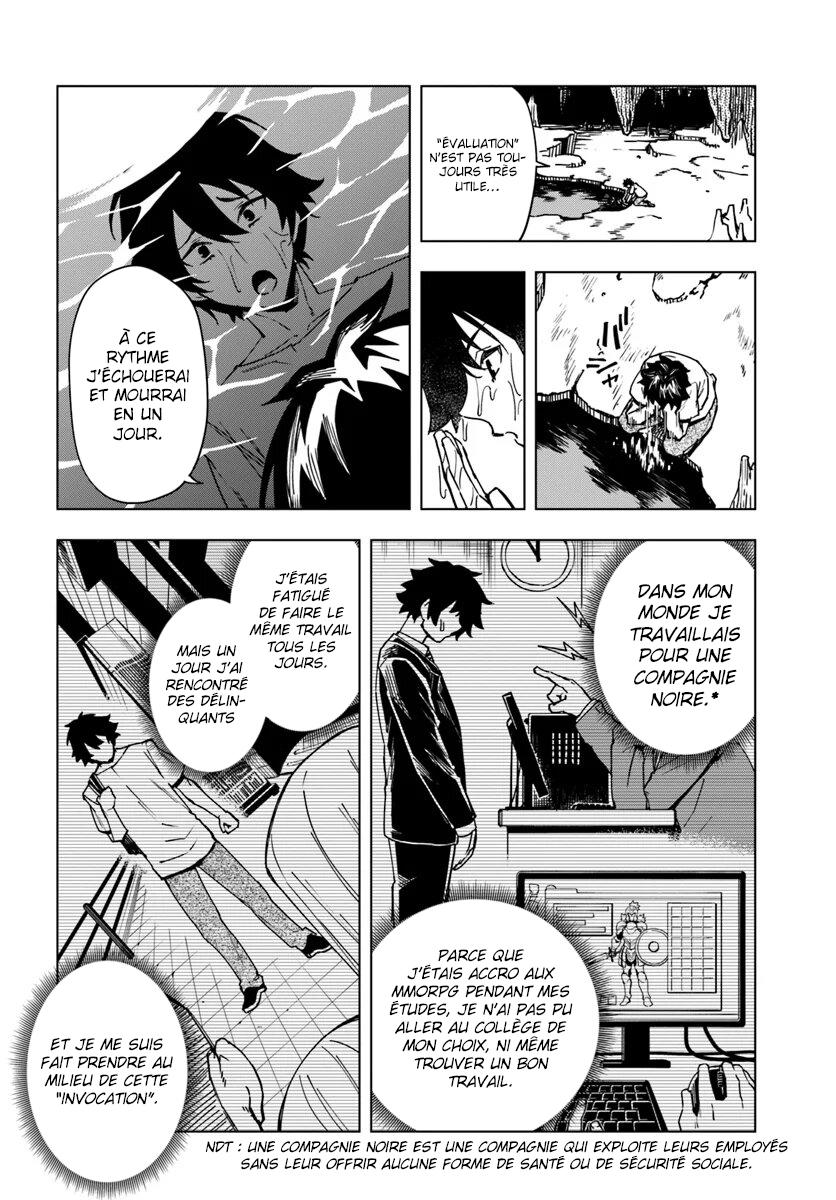 "ÉVALUATION"
N'EST PAS TOU-
JOURS TRÈS
UTILE...
À CE
RYTHME
J'ÉCHOUERAI
ET MOURRAI
EN UN
JOUR.
DANS MON
MONDE JE
TRAVAILLAIS
POUR UNE
COMPAGNIE
NOIRE.*
PARCE QUE
J'ÉTAIS ACCRO AUX
MMORPG PENDANT MES
ÉTUDES, JE N'AI PAS PU
ALLER AU COLLÈGE DE
MON CHOIX, NI MÊME
TROUVER UN BON
TRAVAIL.
J'ÉTAIS
FATIGUÉ
DE FAIRE LE
MÊME TRAVAIL
TOUS LES
JOURS.
MAIS UN
JOUR J'AI
RENCONTRÉ
DES DÉLIN-
QUANTS
ET JE ME SUIS
FAIT PRENDRE AU
MILIEU DE CETTE
"INVOCATION".
NDT : UNE COMPAGNIE NOIRE EST UNE COMPAGNIE QUI EXPLOITE LEURS EMPLOYÉS
SANS LEUR OFFRIR AUCUNE FORME DE SANTÉ OU DE SÉCURITÉ SOCIALE.